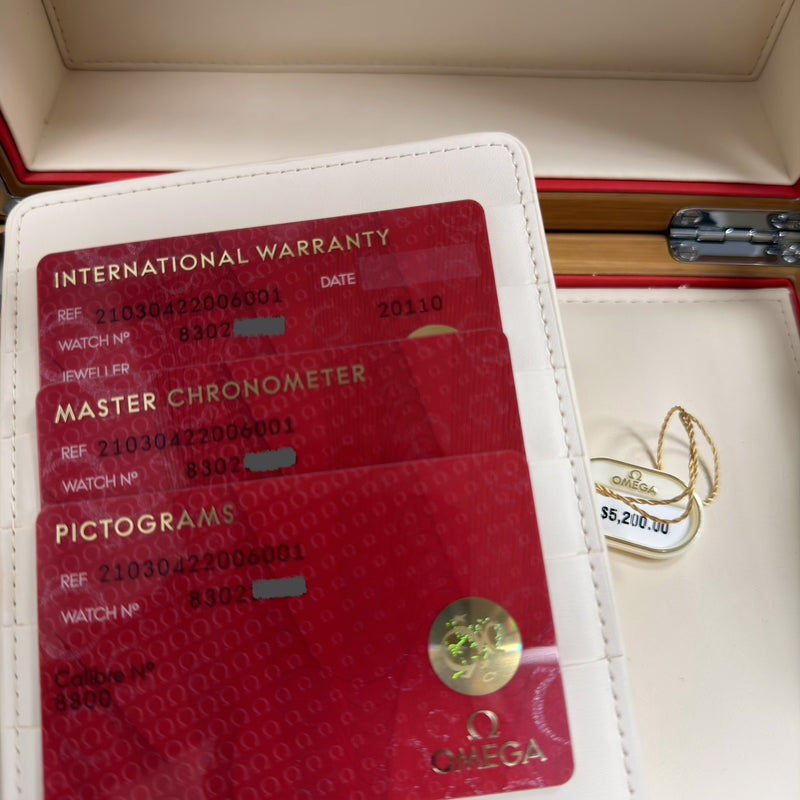 INTERNATIONAL WARRANTY
DATE
REF 21030422006001
WATCH Nº 8302
20110
JEWELLER
MASTER CHRONOMETER
REF 21030422006001
WATCH Nº 8302
PICTOGRAMS
REF 21030422006001
WATCH Nº 8302
Calibre Nº
8800
Ω
OMEGA
Ω
OMEGA
$5,200.00